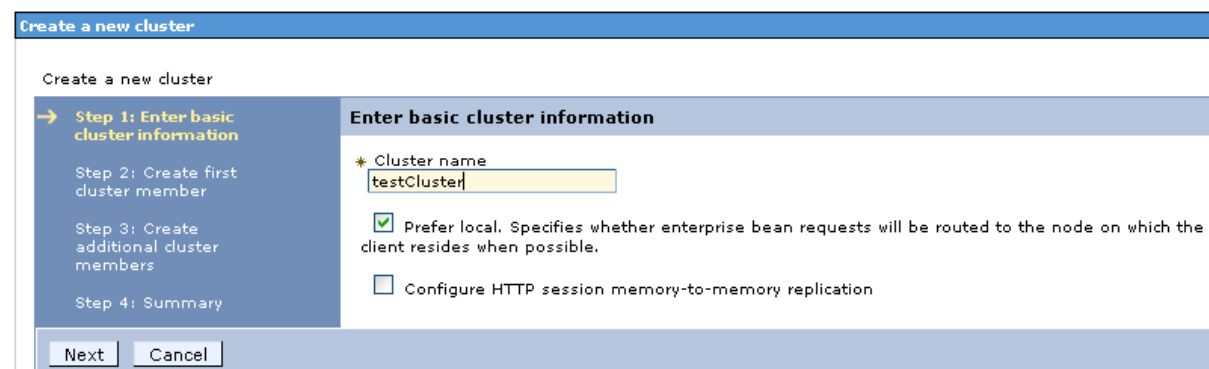 Create a new cluster
Create a new cluster
Step 1: Enter basic
cluster information
Step 2: Create first
cluster member
Step 3: Create
additional cluster
members
Step 4: Summary
Enter basic cluster information
* Cluster name
testCluster
Prefer local. Specifies whether enterprise bean requests will be routed to the node on which the
client resides when possible.
Configure HTTP session memory-to-memory replication
Next Cancel